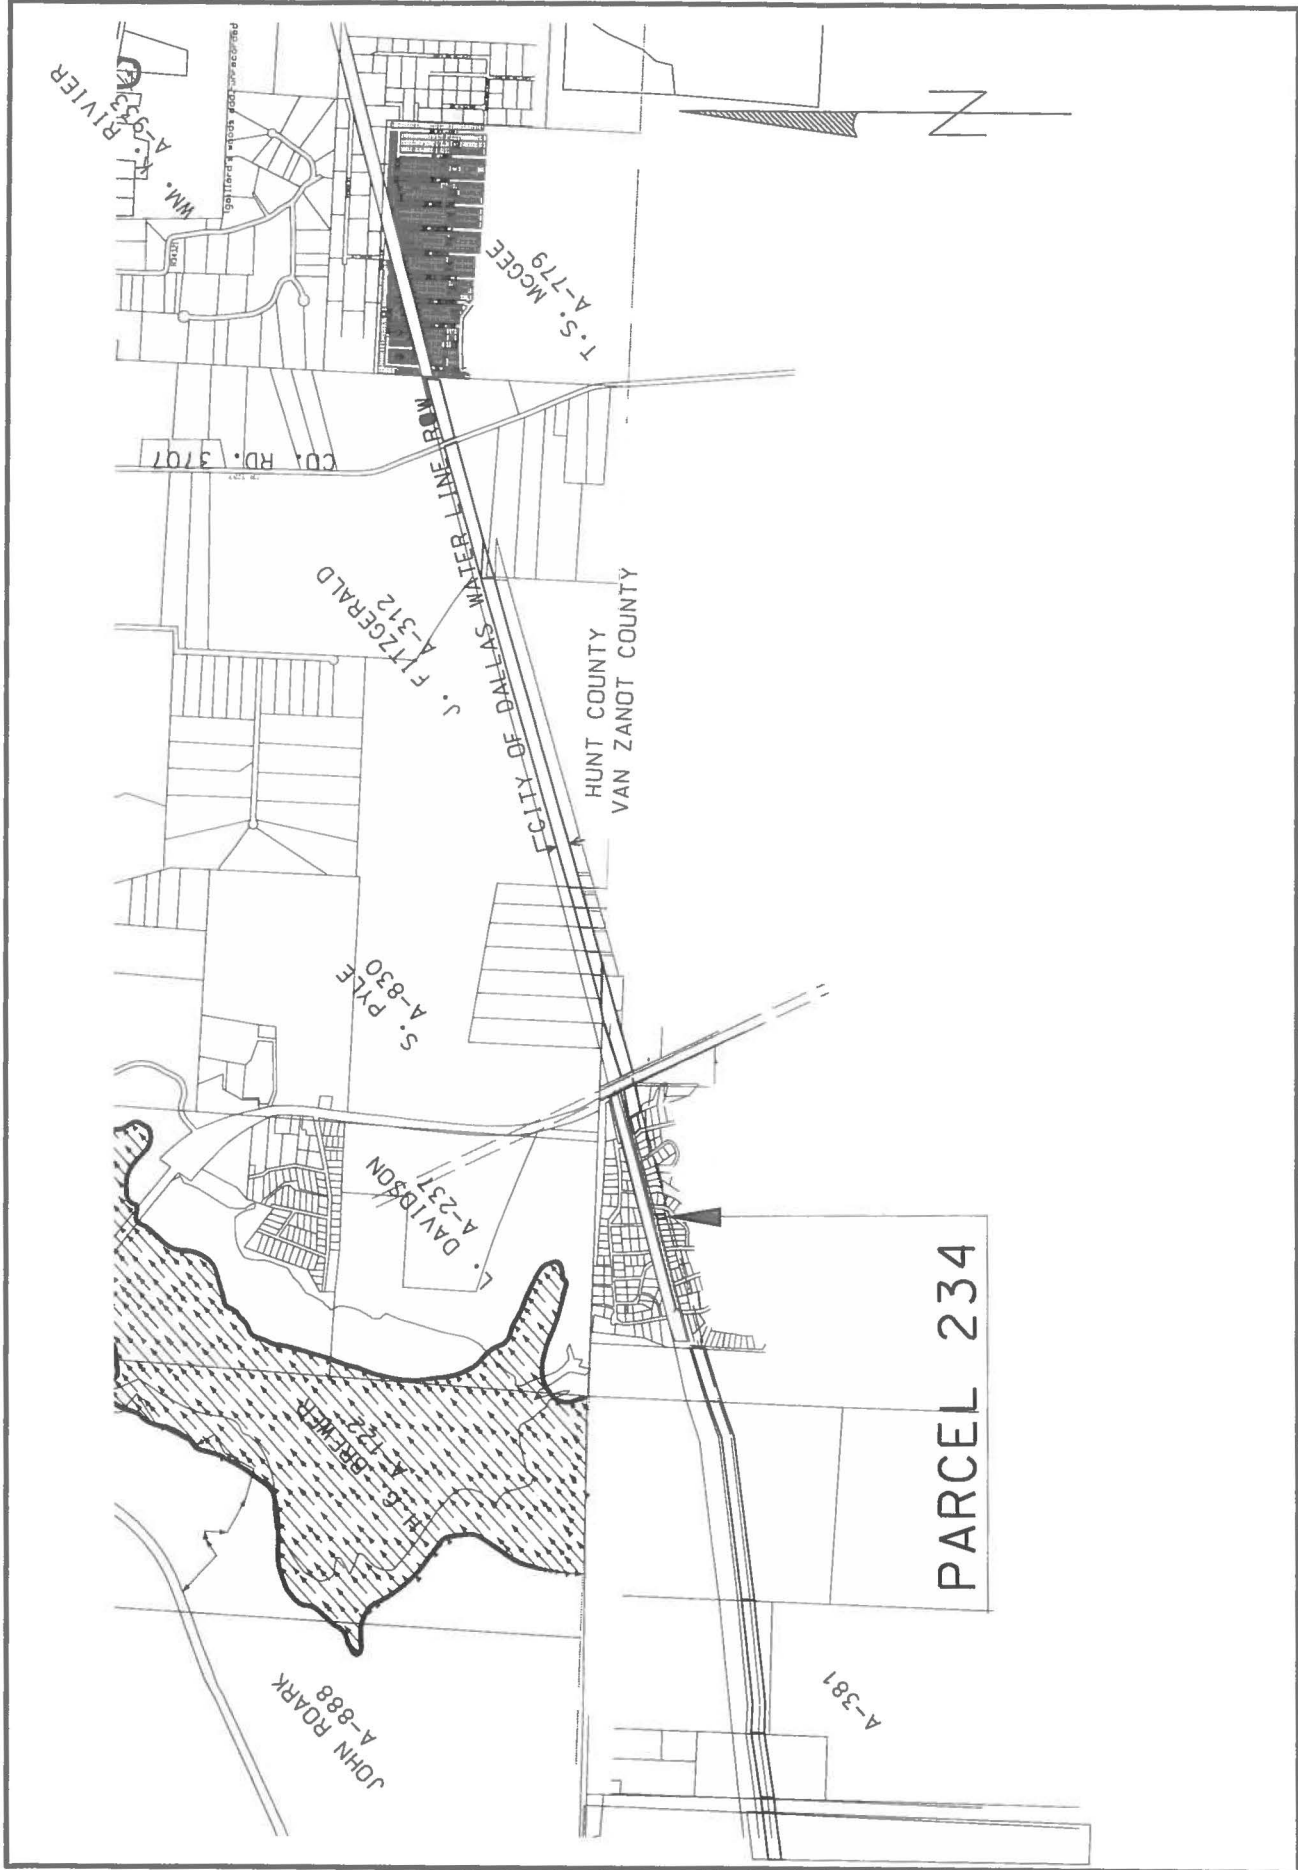 WM. RIVIER
A-933
T.S. MCGEE
A-779
CO. RD. 3707
J. FITZGERALD
A-312
CITY OF DALLAS WATER LINE ROW
HUNT COUNTY
VAN ZANOT COUNTY
S. PYLE
A-830
L. DAVIDSON
A-237
H.G. BREWER
A-122
JOHN ROARK
A-888
A-381
PARCEL 234
N